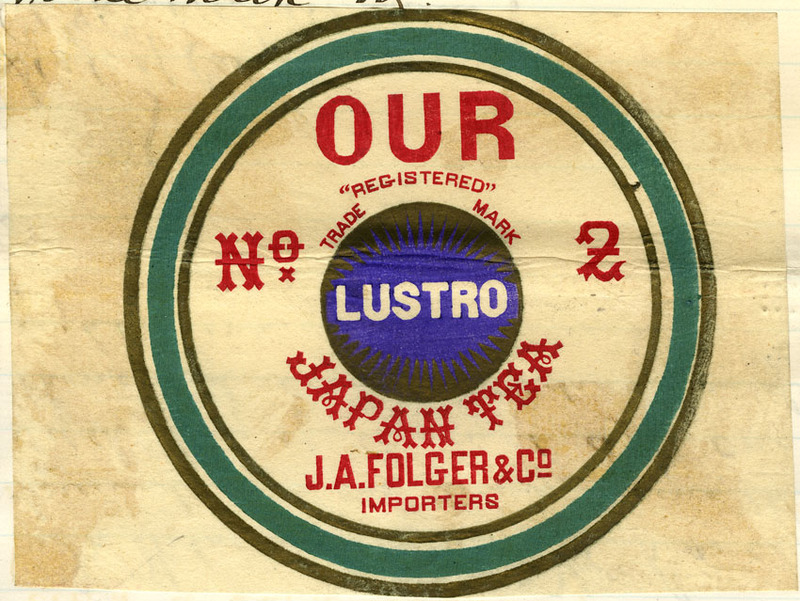 OUR
"REGISTERED"
TRADE MARK
Nº 2
LUSTRO
JAPAN TEA
J.A.FOLGER & Cº
IMPORTERS